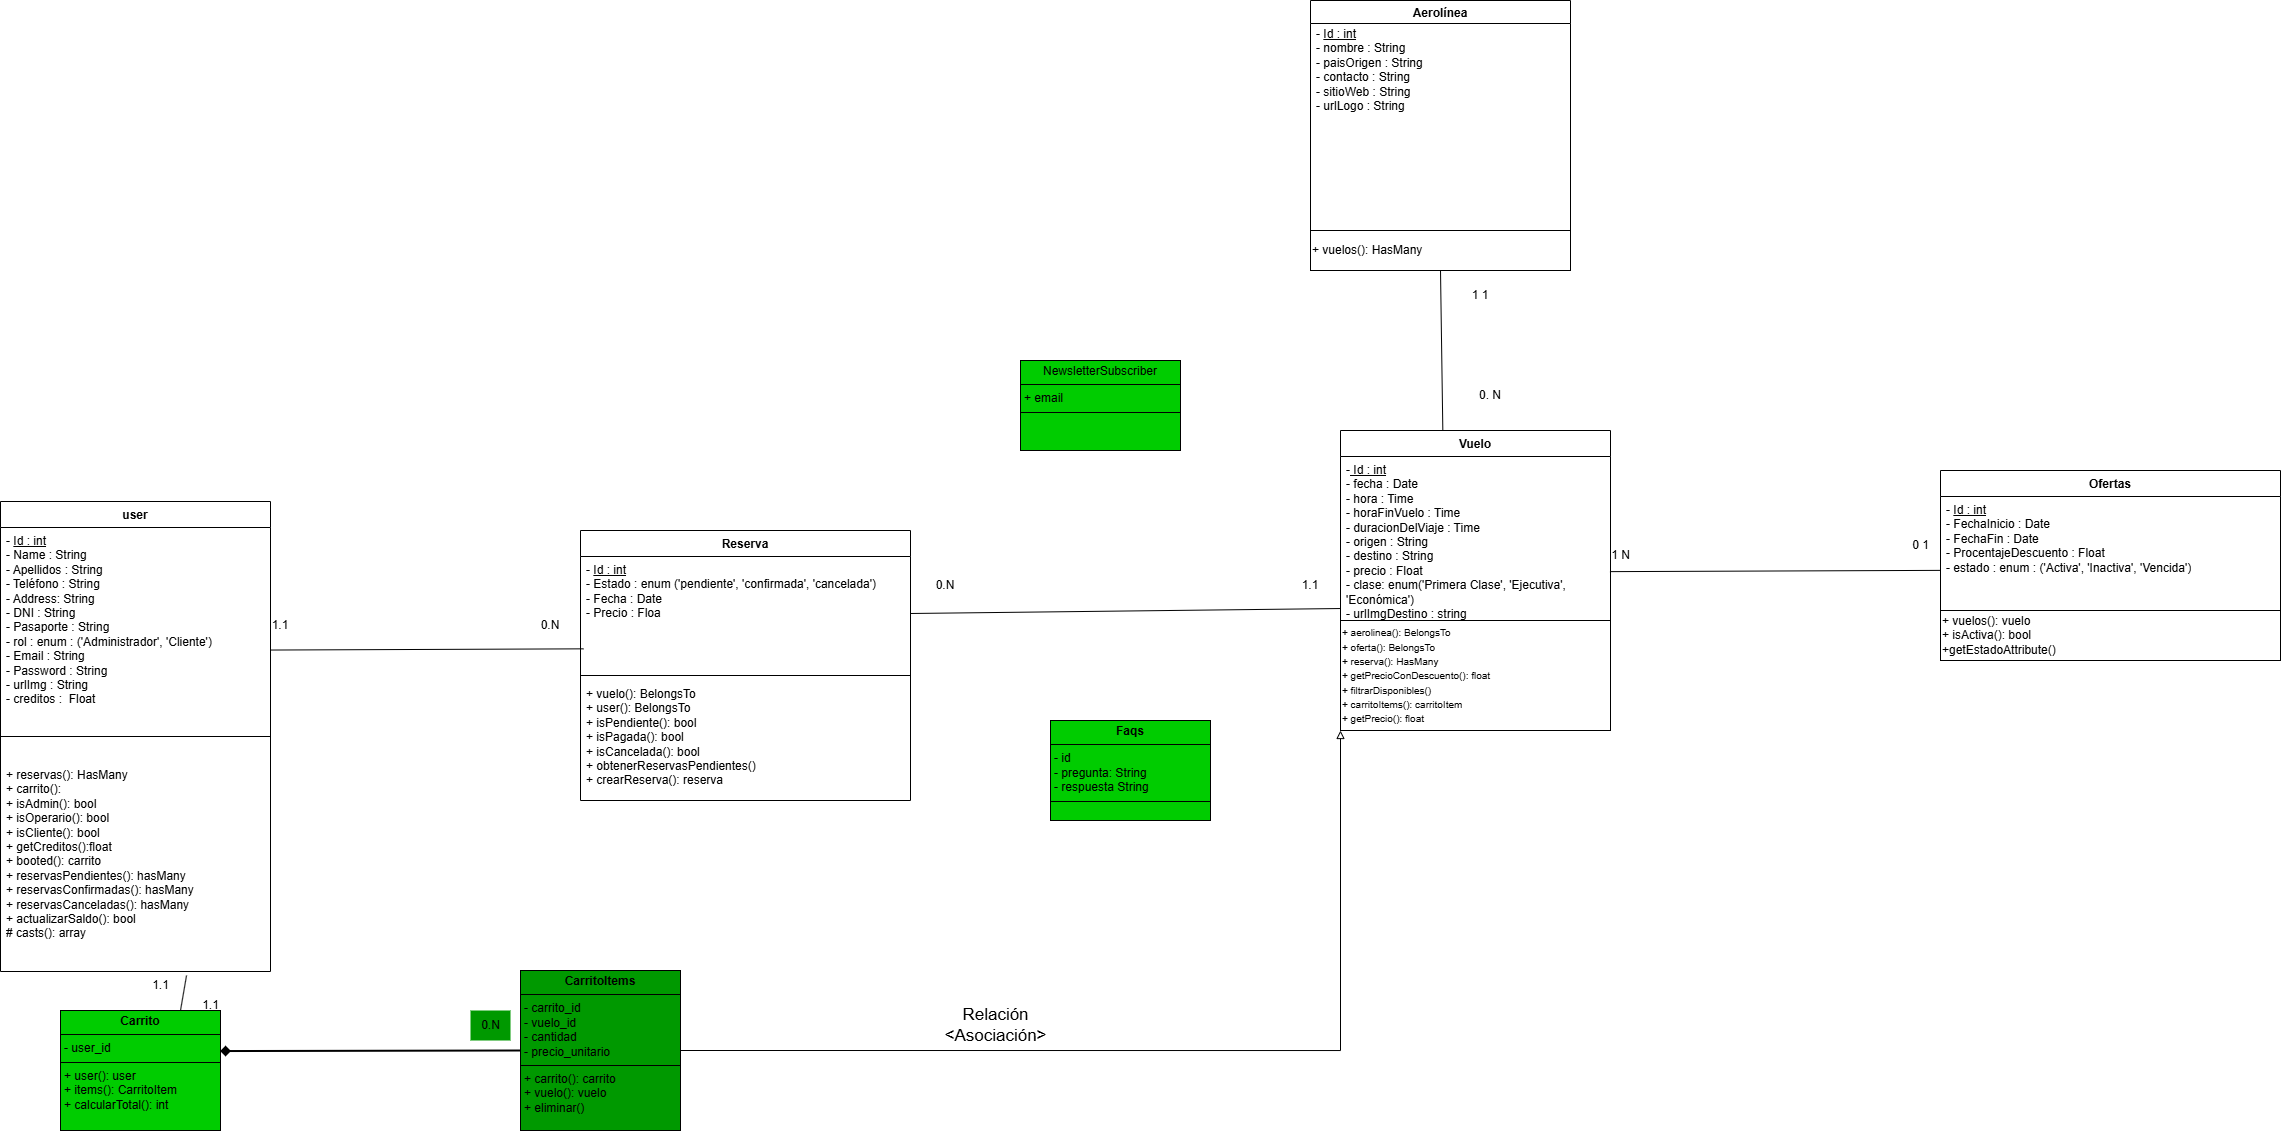 Aerolínea
- Id : int
- nombre : String
- paisOrigen : String
- contacto : String
- sitioWeb : String
- urlLogo : String
+ vuelos(): HasMany
1 1
0. N
NewsletterSubscriber
+ email
Vuelo
- Id : int
- fecha : Date
- hora : Time
- horaFinVuelo : Time
- duracionDelViaje : Time
- origen : String
- destino : String
- precio : Float
- clase: enum('Primera Clase', 'Ejecutiva',
'Económica')
- urlImgDestino : string
+ aerolinea(): BelongsTo
+ oferta(): BelongsTo
+ reserva(): HasMany
+ getPrecioConDescuento(): float
+ filtrarDisponibles()
+ carritoItems(): carritoItem
+ getPrecio(): float
1 N
0 1
Ofertas
- Id : int
- FechaInicio : Date
- FechaFin : Date
- ProcentajeDescuento : Float
- estado : enum : ('Activa', 'Inactiva', 'Vencida')
+ vuelos(): vuelo
+ isActiva(): bool
+getEstadoAttribute()
user
- Id : int
- Name : String
- Apellidos : String
- Teléfono : String
- Address: String
- DNI : String
- Pasaporte : String
- rol : enum : ('Administrador', 'Cliente')
- Email : String
- Password : String
- urlImg : String
- creditos :  Float
+ reservas(): HasMany
+ carrito():
+ isAdmin(): bool
+ isOperario(): bool
+ isCliente(): bool
+ getCreditos():float
+ booted(): carrito
+ reservasPendientes(): hasMany
+ reservasConfirmadas(): hasMany
+ reservasCanceladas(): hasMany
+ actualizarSaldo(): bool
# casts(): array
1.1
0.N
Reserva
- Id : int
- Estado : enum ('pendiente', 'confirmada', 'cancelada')
- Fecha : Date
- Precio : Floa
+ vuelo(): BelongsTo
+ user(): BelongsTo
+ isPendiente(): bool
+ isPagada(): bool
+ isCancelada(): bool
+ obtenerReservasPendientes()
+ crearReserva(): reserva
0.N
1.1
Faqs
- id
- pregunta: String
- respuesta String
1.1
1.1
Carrito
- user_id
+ user(): user
+ items(): CarritoItem
+ calcularTotal(): int
0.N
CarritoItems
- carrito_id
- vuelo_id
- cantidad
- precio_unitario
+ carrito(): carrito
+ vuelo(): vuelo
+ eliminar()
Relación
<Asociación>